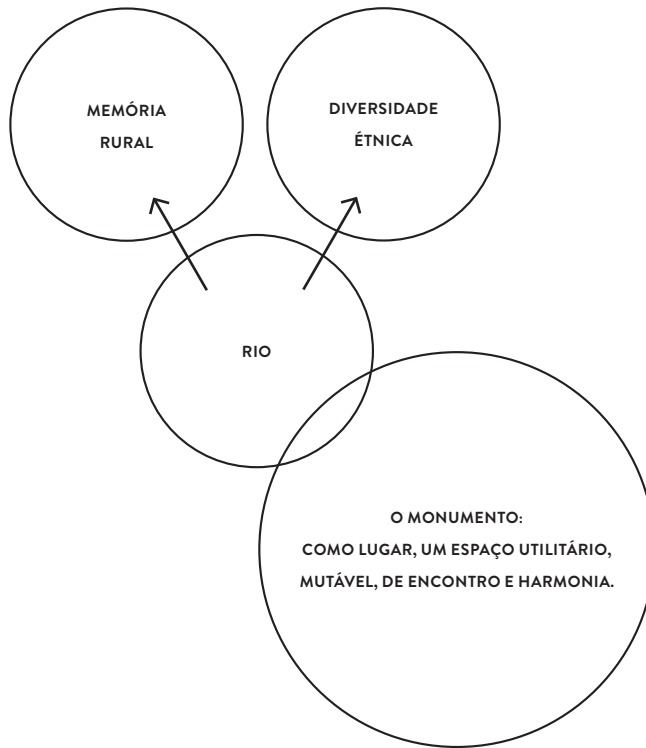 MEMÓRIA
RURAL
DIVERSIDADE
ÉTNICA
RIO
O MONUMENTO:
COMO LUGAR, UM ESPAÇO UTILITÁRIO,
MUTÁVEL, DE ENCONTRO E HARMONIA.